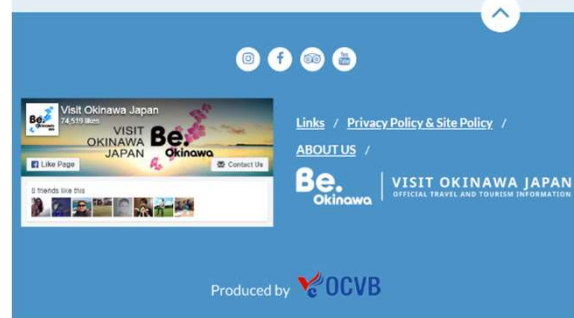 Visit Okinawa Japan
74,519 likes
VISIT
OKINAWA
JAPAN
Be.
Okinawa
Like Page
Contact Us
8 friends like this
Links / Privacy Policy & Site Policy /
ABOUT US /
Be.
Okinawa
VISIT OKINAWA JAPAN
OFFICIAL TRAVEL AND TOURISM INFORMATION
Produced by OCVB